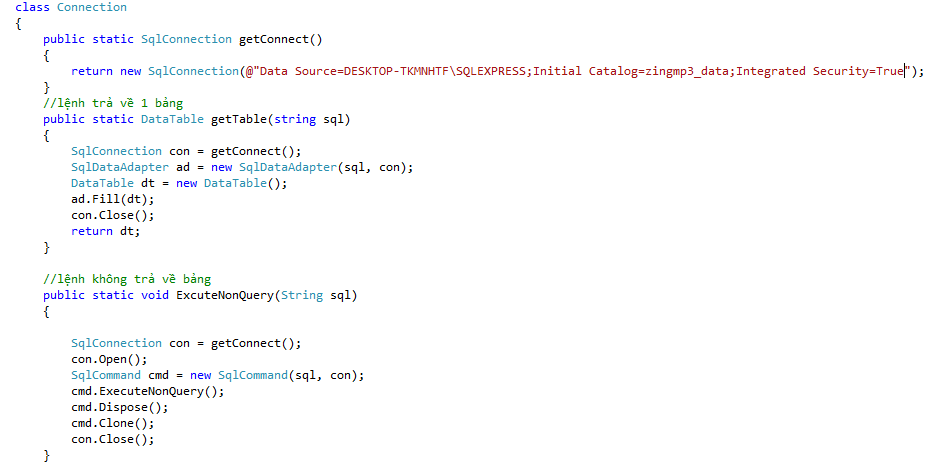 class Connection
{
public static SqlConnection getConnect()
{
return new SqlConnection(@"Data Source=DESKTOP-TKMNHTF\SQLEXPRESS;Initial Catalog=zingmp3_data;Integrated Security=True");
}
//lệnh trả về 1 bảng
public static DataTable getTable(string sql)
{
SqlConnection con = getConnect();
SqlDataAdapter ad = new SqlDataAdapter(sql, con);
DataTable dt = new DataTable();
ad.Fill(dt);
con.Close();
return dt;
}
//lệnh không trả về bảng
public static void ExcuteNonQuery(String sql)
{
SqlConnection con = getConnect();
con.Open();
SqlCommand cmd = new SqlCommand(sql, con);
cmd.ExecuteNonQuery();
cmd.Dispose();
cmd.Clone();
con.Close();
}